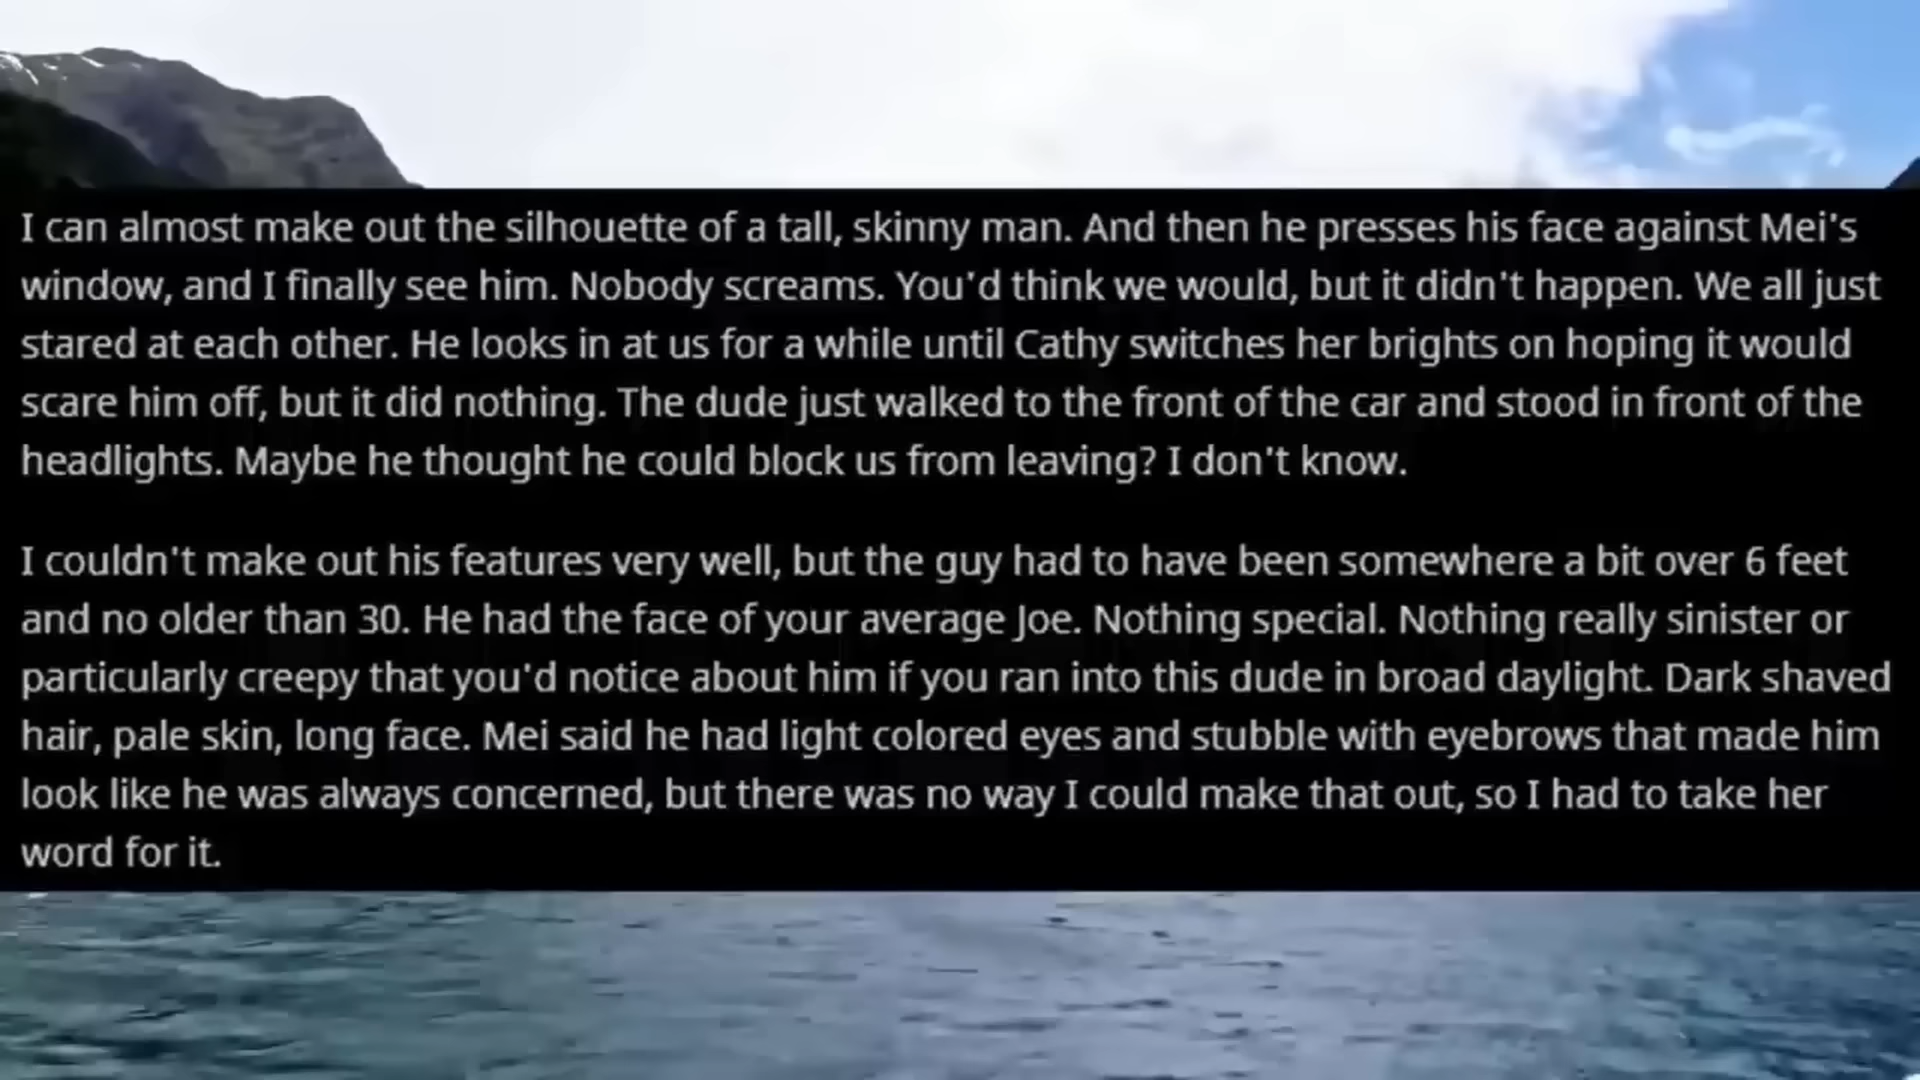 I can almost make out the silhouette of a tall, skinny man. And then he presses his face against Mei's
window, and I finally see him. Nobody screams. You'd think we would, but it didn't happen. We all just
stared at each other. He looks in at us for a while until Cathy switches her brights on hoping it would
scare him off, but it did nothing. The dude just walked to the front of the car and stood in front of the
headlights. Maybe he thought he could block us from leaving? I don't know.
I couldn't make out his features very well, but the guy had to have been somewhere a bit over 6 feet
and no older than 30. He had the face of your average Joe. Nothing special. Nothing really sinister or
particularly creepy that you'd notice about him if you ran into this dude in broad daylight. Dark shaved
hair, pale skin, long face. Mei said he had light colored eyes and stubble with eyebrows that made him
look like he was always concerned, but there was no way I could make that out, so I had to take her
word for it.